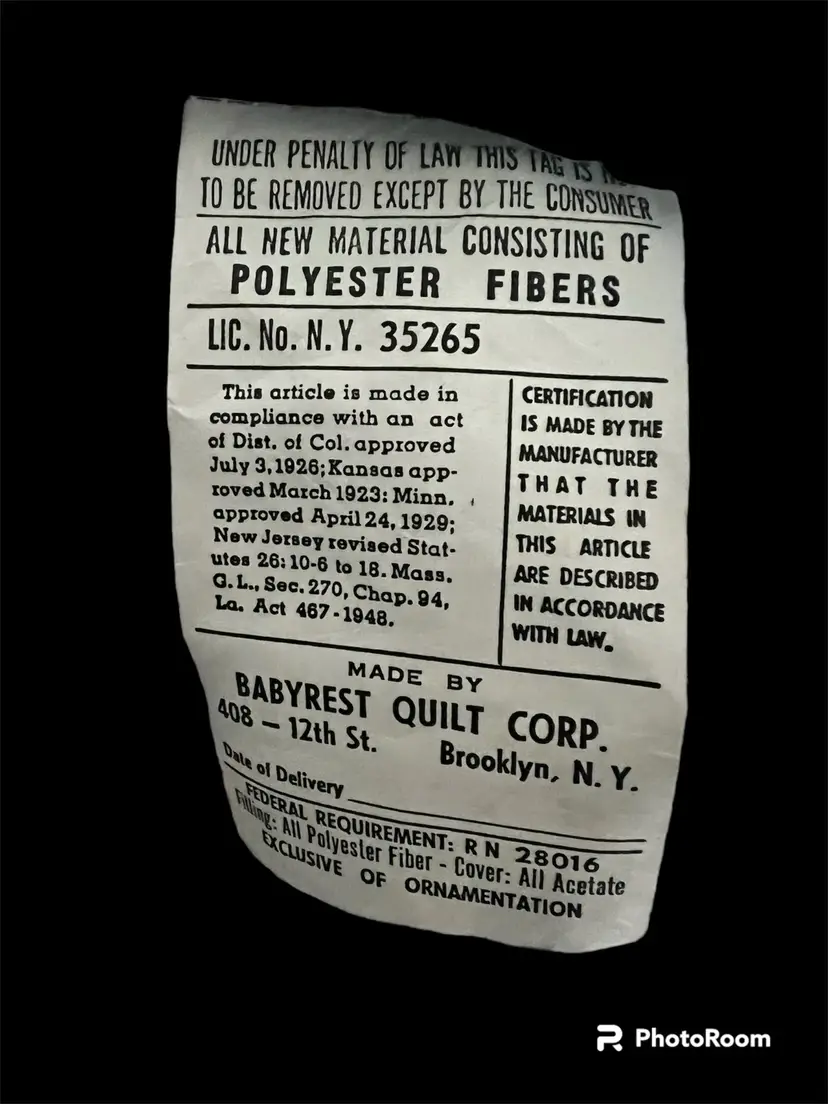 UNDER PENALTY OF LAW THIS TAG IS
TO BE REMOVED EXCEPT BY THE CONSUMER
ALL NEW MATERIAL CONSISTING OF
POLYESTER FIBERS
LIC. No. N.Y. 35265
This article is made in
compliance with an act
of Dist. of Col. approved
July 3, 1926; Kansas app-
roved March 1923: Minn.
approved April 24, 1929;
New Jersey revised Stat-
utes 26: 10-6 to 18. Mass.
G. L., Sec. 270, Chap. 94,
La. Act 467-1948.
CERTIFICATION
IS MADE BY THE
MANUFACTURER
THAT THE
MATERIALS IN
THIS ARTICLE
ARE DESCRIBED
IN ACCORDANCE
WITH LAW.
MADE BY
BABYREST QUILT CORP.
408 – 12th St. Brooklyn, N. Y.
Date of Delivery
FEDERAL REQUIREMENT: R N 28016
Filling: All Polyester Fiber - Cover: All Acetate
EXCLUSIVE OF ORNAMENTATION
PhotoRoom